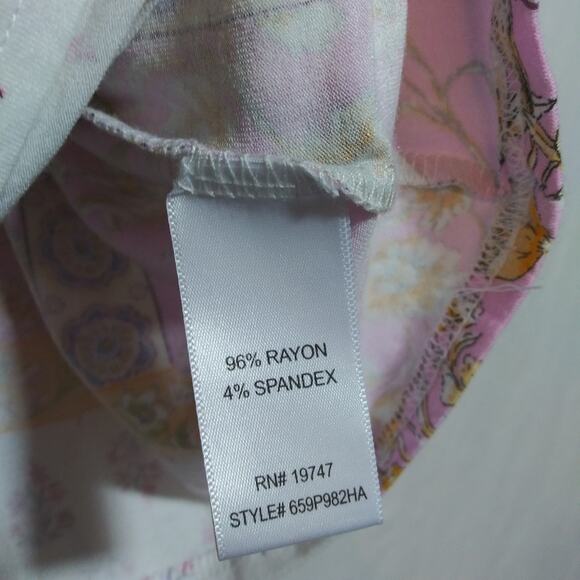 96% RAYON
4% SPANDEX
RN# 19747
STYLE# 659P982HA